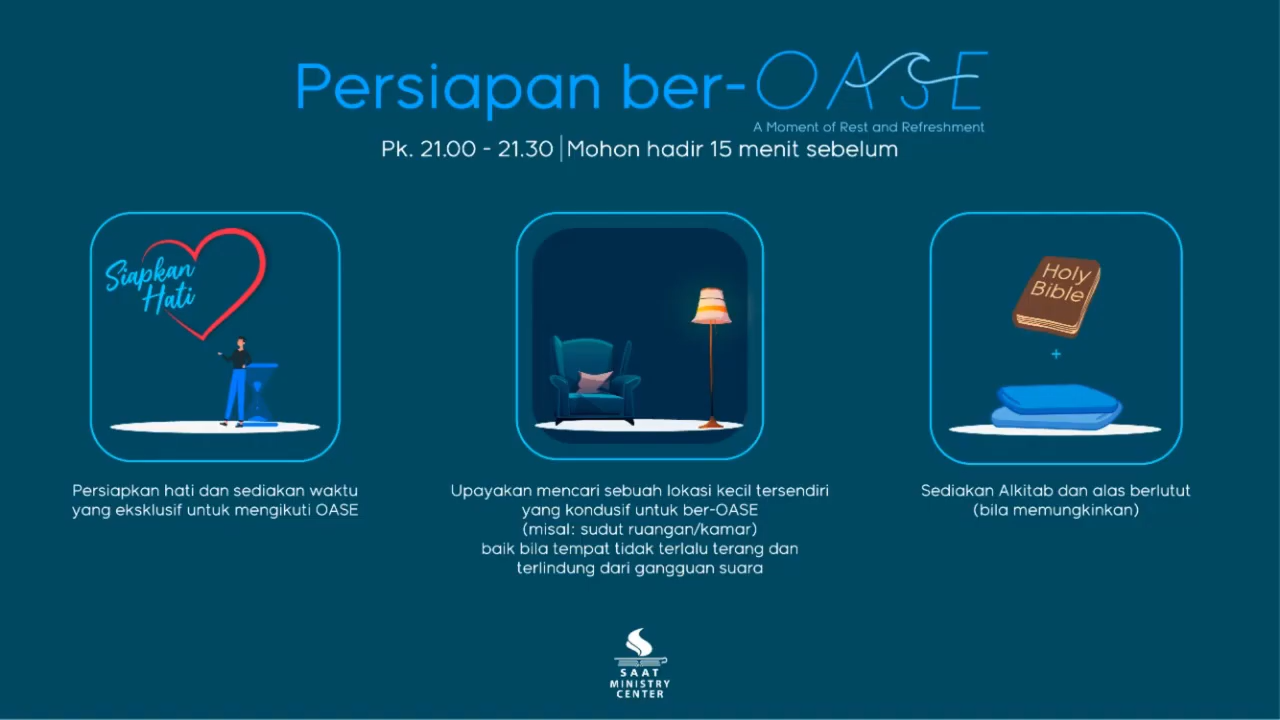 Persiapan ber-OASE
A Moment of Rest and Refreshment
Pk. 21.00 - 21.30 | Mohon hadir 15 menit sebelum
Siapkan
Hati
Persiapkan hati dan sediakan waktu
yang eksklusif untuk mengikuti OASE
Upayakan mencari sebuah lokasi kecil tersendiri
yang kondusif untuk ber-OASE
(misal: sudut ruangan/kamar)
baik bila tempat tidak terlalu terang dan
terlindung dari gangguan suara
Holy
Bible
+
Sediakan Alkitab dan alas berlutut
(bila memungkinkan)
SAAT
MINISTRY
CENTER